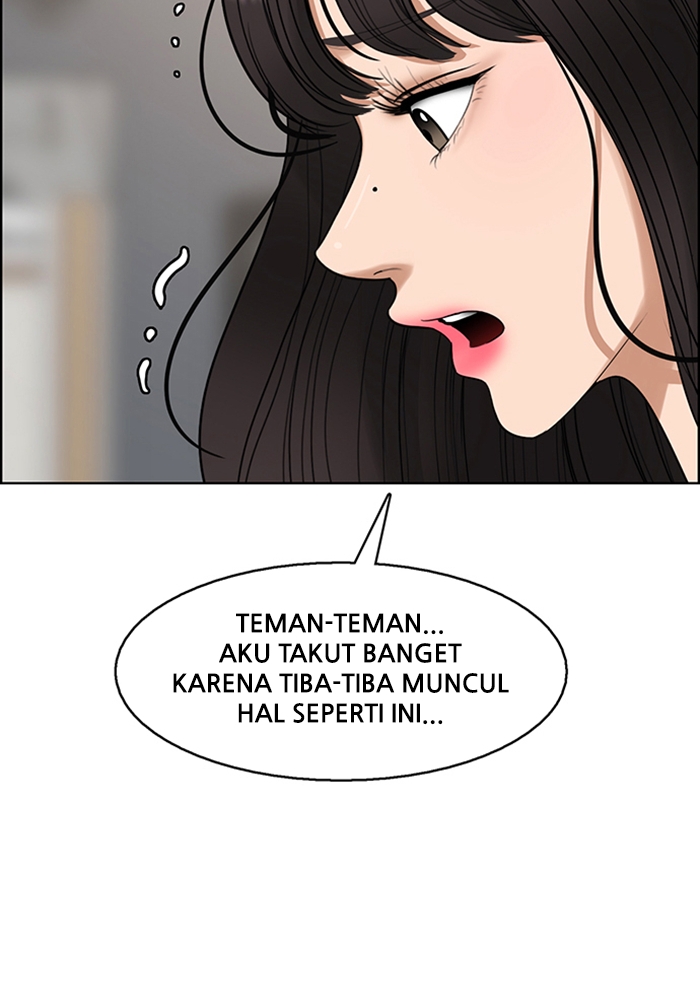 TEMAN-TEMAN...
AKU TAKUT BANGET
KARENA TIBA-TIBA MUNCUL
HAL SEPERTI INI...